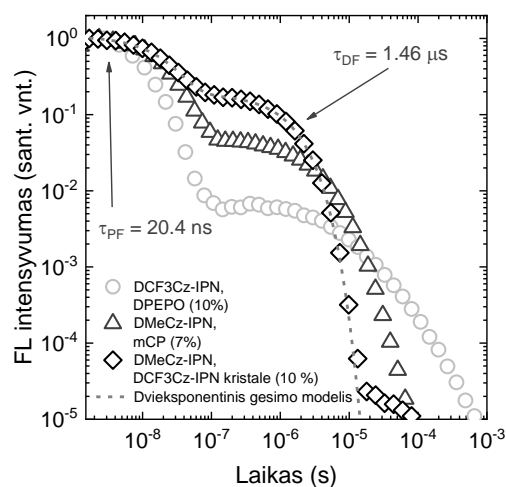 FL intensyvumas (sant. vnt.)
10⁰
10⁻¹
10⁻²
10⁻³
10⁻⁴
10⁻⁵
τDF = 1.46 μs
τPF = 20.4 ns
DCF3Cz-IPN,
DPEPO (10%)
DMeCz-IPN,
mCP (7%)
DMeCz-IPN,
DCF3Cz-IPN kristale (10 %)
Dvieksponentinis gesimo modelis
10⁻⁸ 10⁻⁷ 10⁻⁶ 10⁻⁵ 10⁻⁴ 10⁻³
Laikas (s)